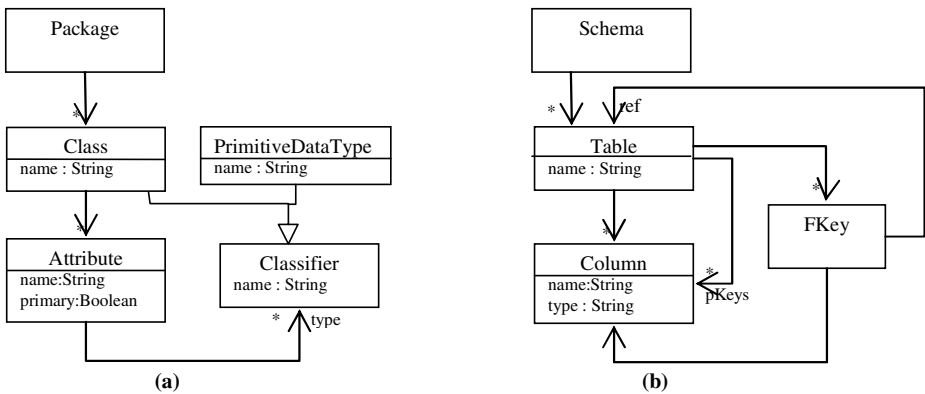 Package
*
Class
name : String
PrimitiveDataType
name : String
*
Attribute
name:String
primary:Boolean
Classifier
name : String
* type
(a)
Schema
*
ref
Table
name : String
*
FKey
*
Column
name:String
type : String
*
pKeys
(b)